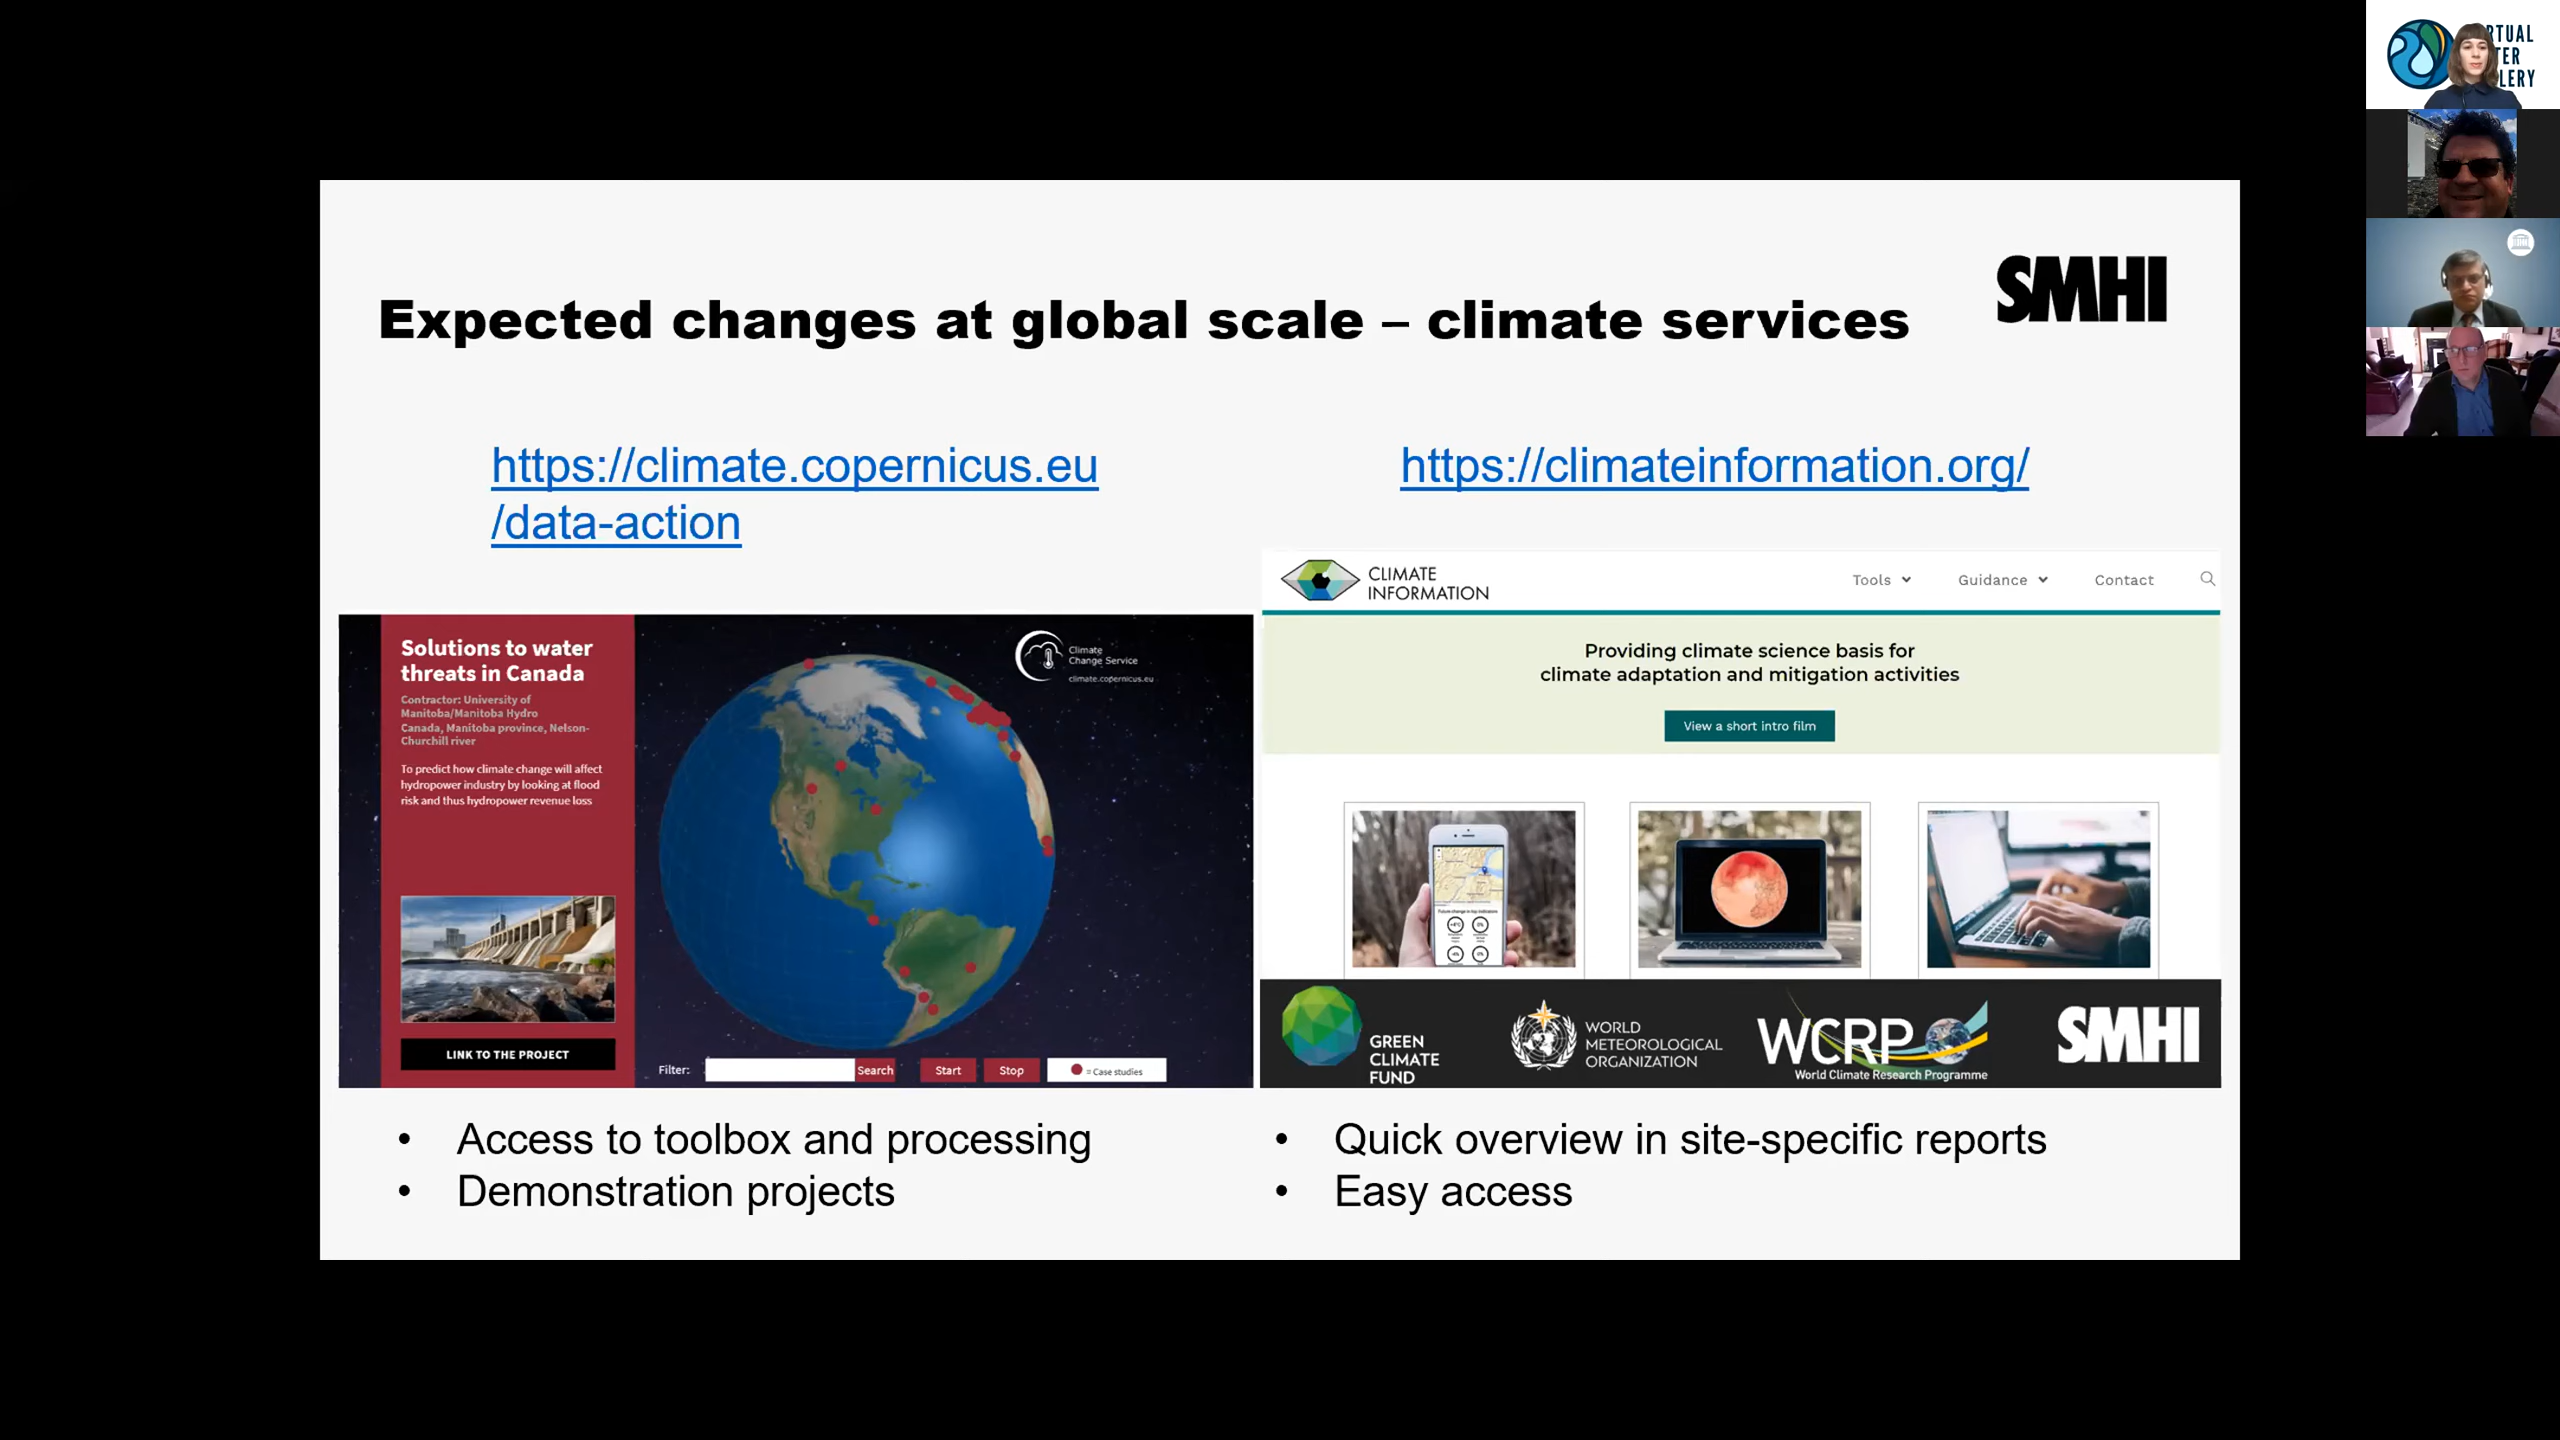 Expected changes at global scale – climate services
SMHI
https://climate.copernicus.eu
/data-action
https://climateinformation.org/
Solutions to water
threats in Canada
Contractor: University of
Manitoba/Manitoba Hydro
Canada, Manitoba province, Nelson-
Churchill river
To predict how climate change will affect
hydropower industry by looking at flood
risk and thus hydropower revenue loss
LINK TO THE PROJECT
Climate
Change Service
climate.copernicus.eu
Filter:
Search
Start
Stop
= Case studies
CLIMATE
INFORMATION
Tools
Guidance
Contact
Providing climate science basis for
climate adaptation and mitigation activities
View a short intro film
GREEN
CLIMATE
FUND
WORLD
METEOROLOGICAL
ORGANIZATION
WCRP
World Climate Research Programme
SMHI
• Access to toolbox and processing
• Demonstration projects
• Quick overview in site-specific reports
• Easy access